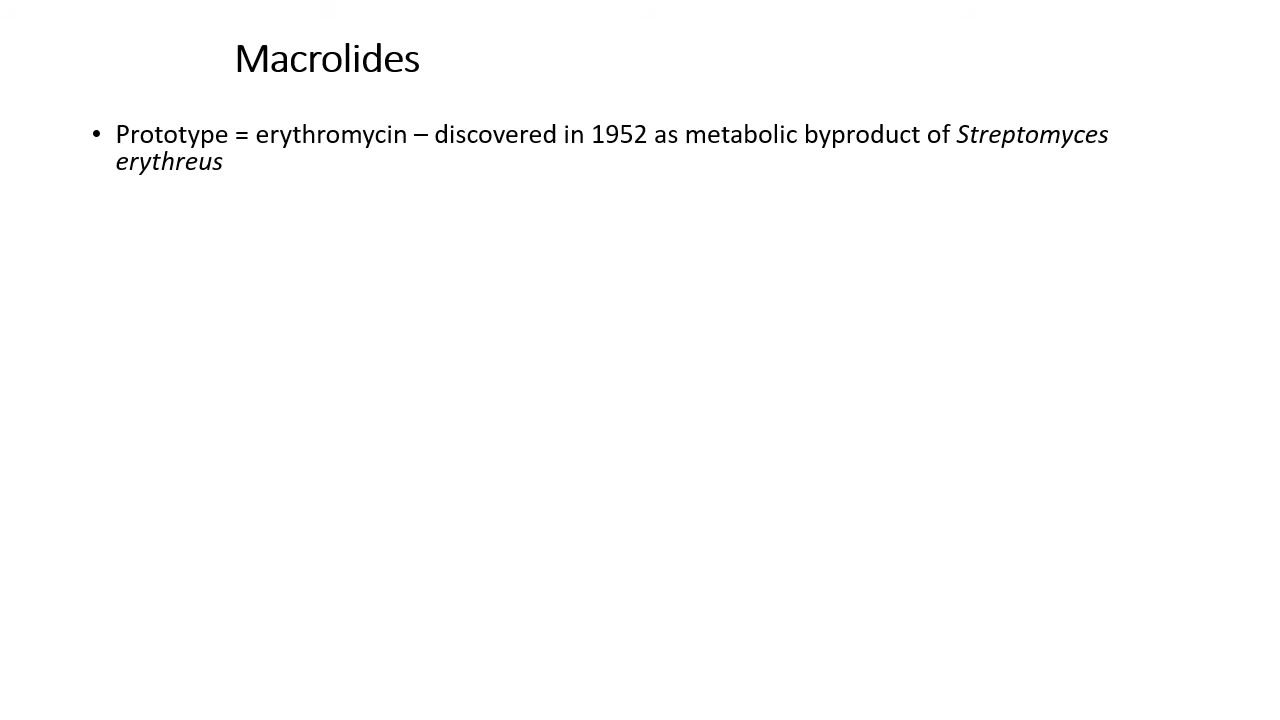 Macrolides
• Prototype = erythromycin – discovered in 1952 as metabolic byproduct of Streptomyces
erythreus